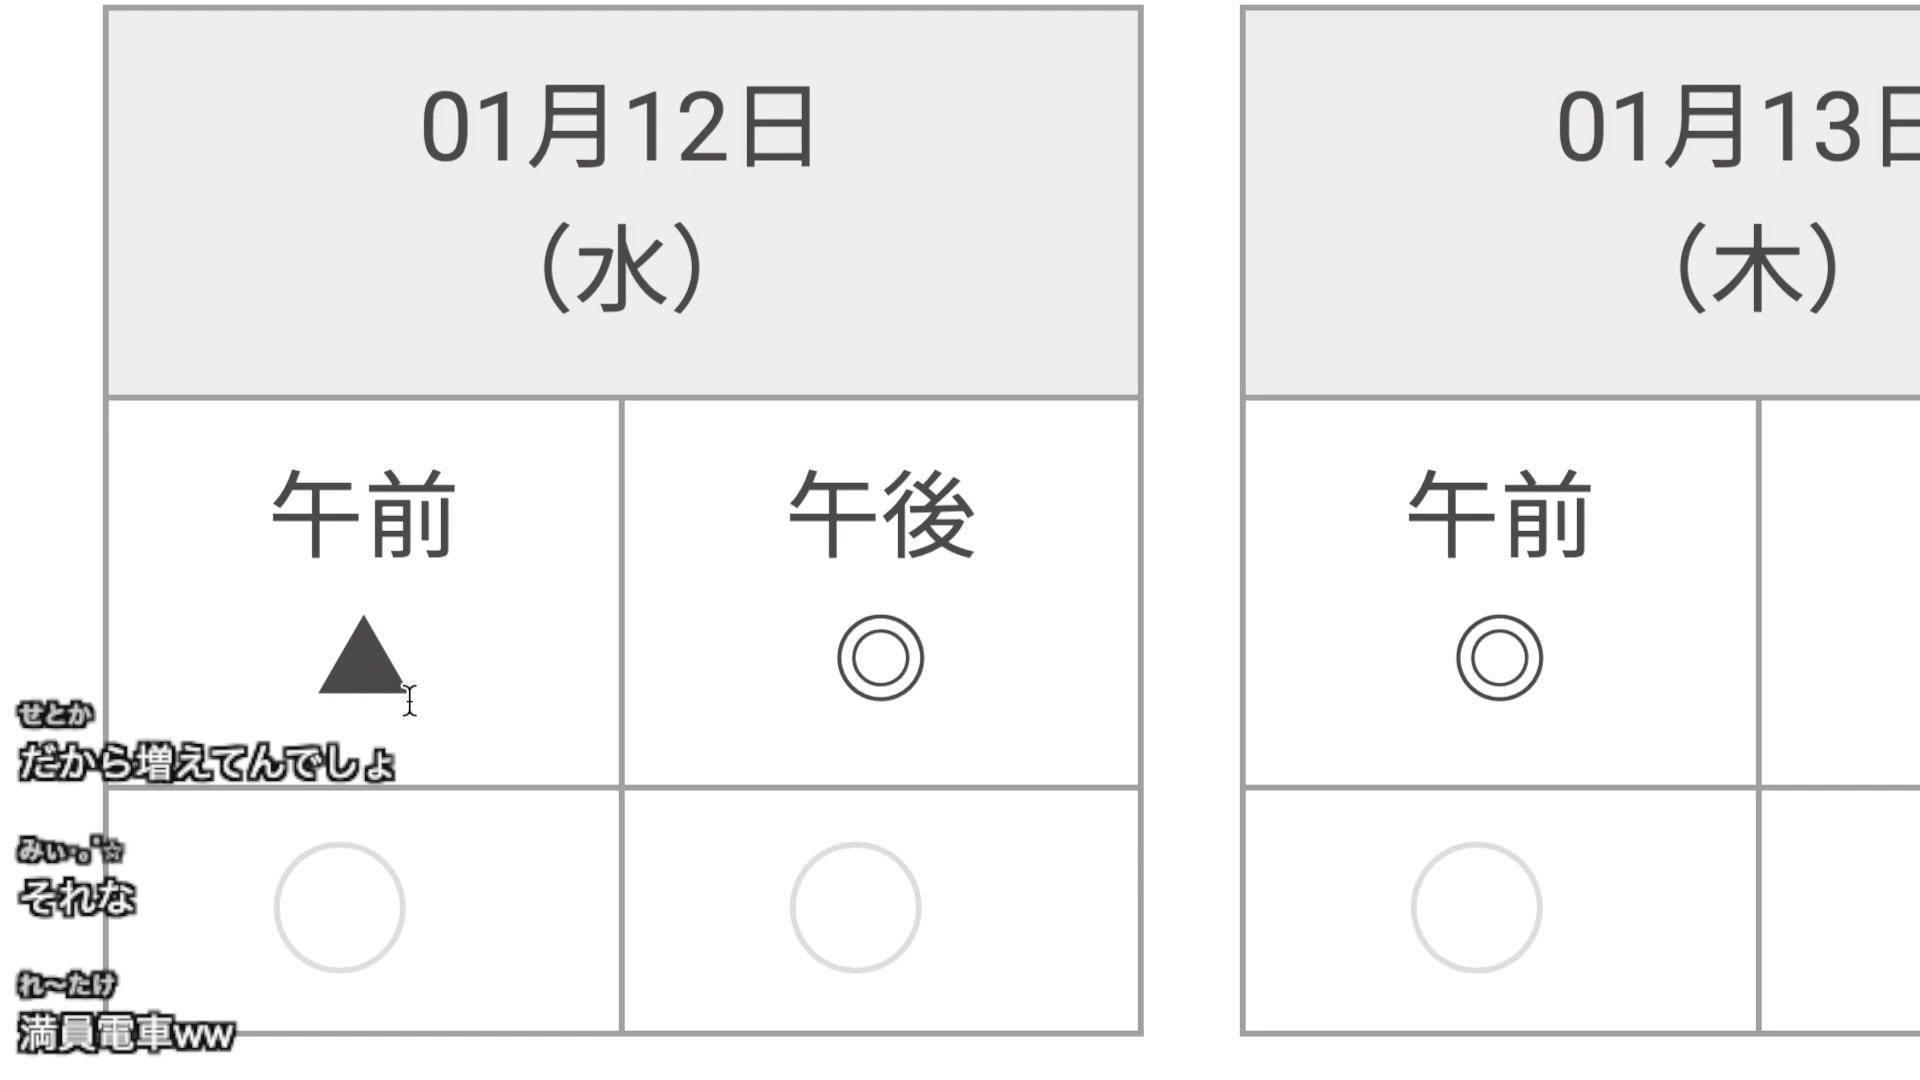 01月12日
（水）
午前
午後
▲
◎
01月13日
（木）
午前
◎
せとか
だから増えてんでしょ
みぃ･｡ﾟ☆
それな
れ〜たけ
満員電車ww